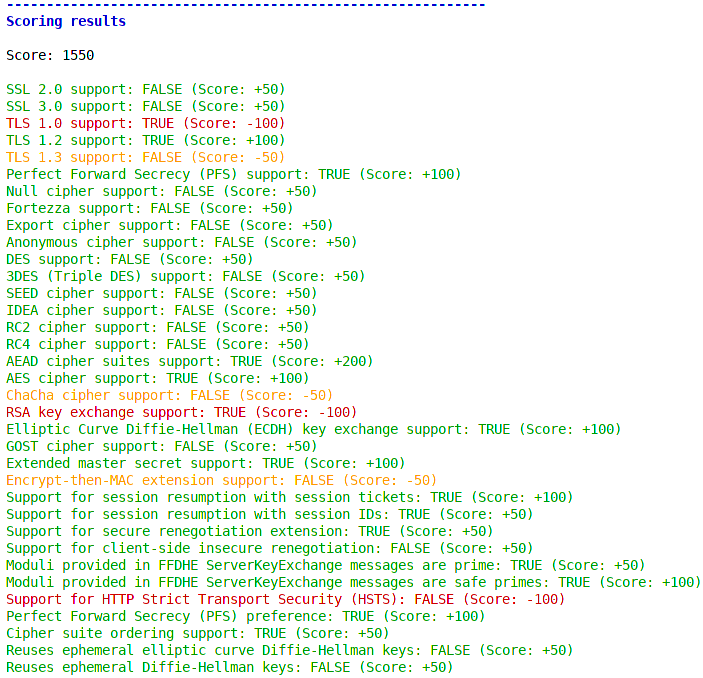 ------------------------------------------------------------
Scoring results
Score: 1550
SSL 2.0 support: FALSE (Score: +50)
SSL 3.0 support: FALSE (Score: +50)
TLS 1.0 support: TRUE (Score: -100)
TLS 1.2 support: TRUE (Score: +100)
TLS 1.3 support: FALSE (Score: -50)
Perfect Forward Secrecy (PFS) support: TRUE (Score: +100)
Null cipher support: FALSE (Score: +50)
Fortezza support: FALSE (Score: +50)
Export cipher support: FALSE (Score: +50)
Anonymous cipher support: FALSE (Score: +50)
DES support: FALSE (Score: +50)
3DES (Triple DES) support: FALSE (Score: +50)
SEED cipher support: FALSE (Score: +50)
IDEA cipher support: FALSE (Score: +50)
RC2 cipher support: FALSE (Score: +50)
RC4 cipher support: FALSE (Score: +50)
AEAD cipher suites support: TRUE (Score: +200)
AES cipher support: TRUE (Score: +100)
ChaCha cipher support: FALSE (Score: -50)
RSA key exchange support: TRUE (Score: -100)
Elliptic Curve Diffie-Hellman (ECDH) key exchange support: TRUE (Score: +100)
GOST cipher support: FALSE (Score: +50)
Extended master secret support: TRUE (Score: +100)
Encrypt-then-MAC extension support: FALSE (Score: -50)
Support for session resumption with session tickets: TRUE (Score: +100)
Support for session resumption with session IDs: TRUE (Score: +50)
Support for secure renegotiation extension: TRUE (Score: +50)
Support for client-side insecure renegotiation: FALSE (Score: +50)
Moduli provided in FFDHE ServerKeyExchange messages are prime: TRUE (Score: +50)
Moduli provided in FFDHE ServerKeyExchange messages are safe primes: TRUE (Score: +100)
Support for HTTP Strict Transport Security (HSTS): FALSE (Score: -100)
Perfect Forward Secrecy (PFS) preference: TRUE (Score: +100)
Cipher suite ordering support: TRUE (Score: +50)
Reuses ephemeral elliptic curve Diffie-Hellman keys: FALSE (Score: +50)
Reuses ephemeral Diffie-Hellman keys: FALSE (Score: +50)